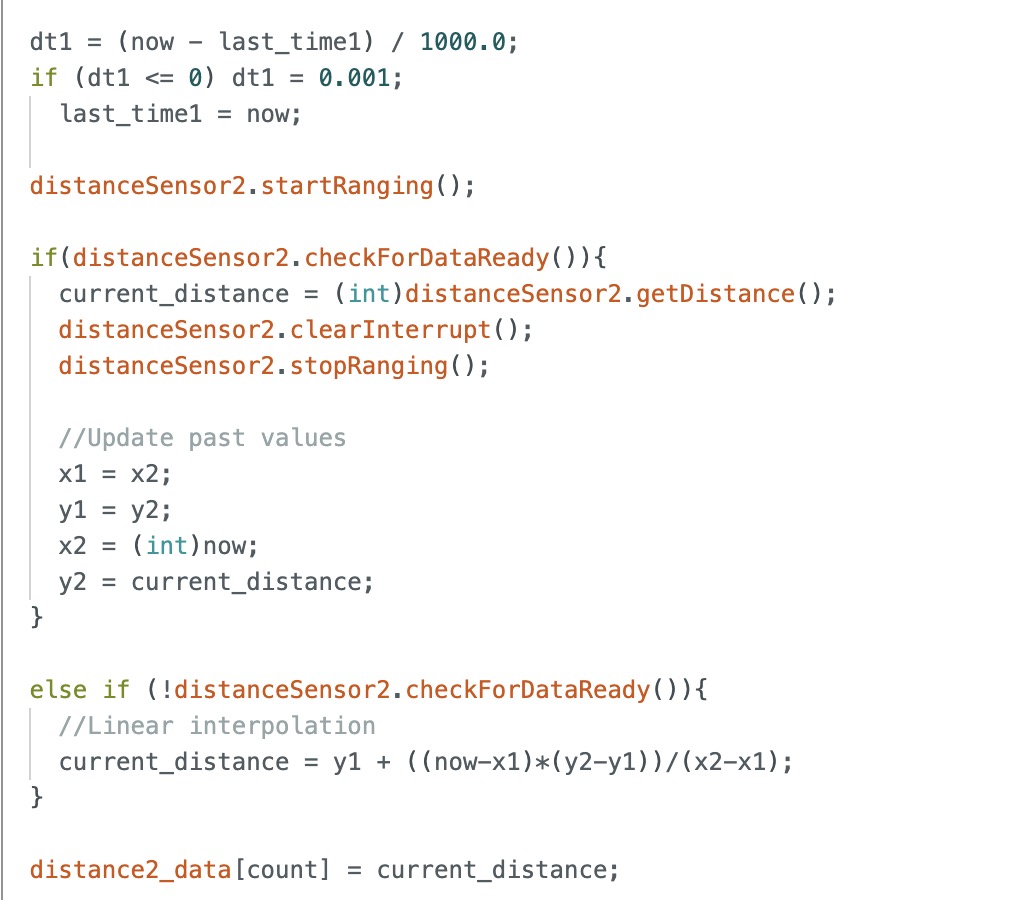 dt1 = (now - last_time1) / 1000.0;
if (dt1 <= 0) dt1 = 0.001;
last_time1 = now;
distanceSensor2.startRanging();
if(distanceSensor2.checkForDataReady()){
current_distance = (int)distanceSensor2.getDistance();
distanceSensor2.clearInterrupt();
distanceSensor2.stopRanging();
//Update past values
x1 = x2;
y1 = y2;
x2 = (int)now;
y2 = current_distance;
}
else if (!distanceSensor2.checkForDataReady()){
//Linear interpolation
current_distance = y1 + ((now-x1)*(y2-y1))/(x2-x1);
}
distance2_data[count] = current_distance;